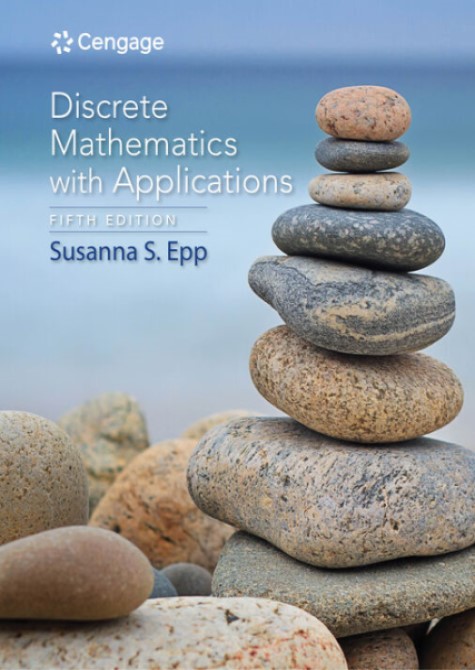 Cengage
Discrete
Mathematics
with Applications
FIFTH EDITION
Susanna S. Epp